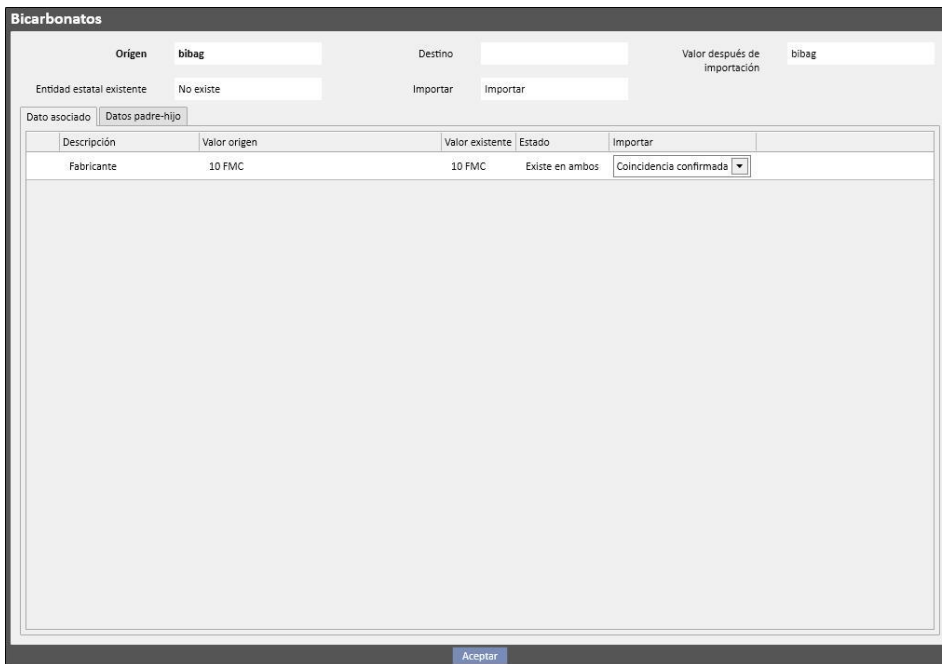 Bicarbonatos
Orígen bibag Destino Valor después de importación bibag
Entidad estatal existente No existe Importar Importar
Dato asociado Datos padre-hijo
Descripción Valor origen Valor existente Estado Importar
Fabricante 10 FMC 10 FMC Existe en ambos Coincidencia confirmada
Aceptar